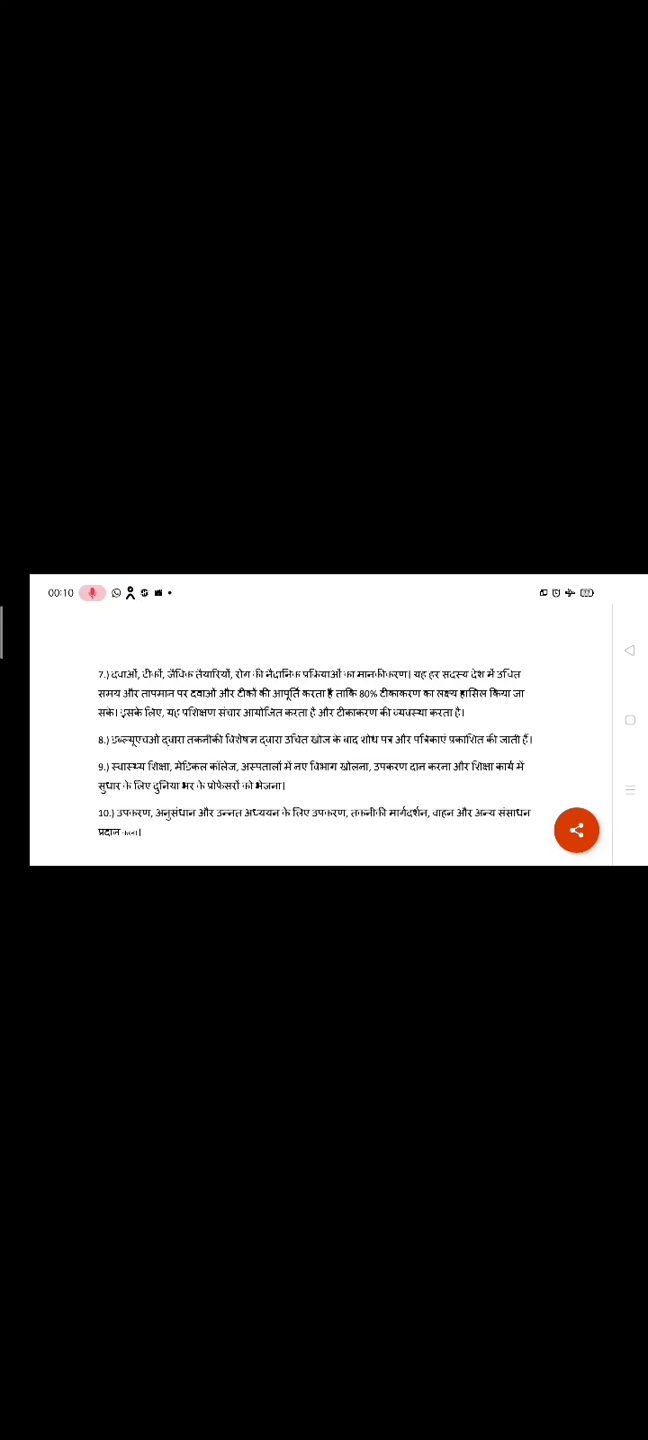 00:10
7.) दवाओं, टीकों, जैविक तैयारियों, रोग की नैदानिक प्रक्रियाओं का मानकीकरण। यह हर सदस्य देश में उचित
समय और तापमान पर दवाओं और टीकों की आपूर्ति करता है ताकि 80% टीकाकरण का लक्ष्य हासिल किया जा
सके। इसके लिए, यह प्रशिक्षण संचार आयोजित करता है और टीकाकरण की व्यवस्था करता है।
8.) डब्ल्यूएचओ द्वारा तकनीकी विशेषज्ञ द्वारा उचित खोज के बाद शोध पत्र और पत्रिकाएं प्रकाशित की जाती हैं।
9.) स्वास्थ्य शिक्षा, मेडिकल कॉलेज, अस्पतालों में नए विभाग खोलना, उपकरण दान करना और शिक्षा कार्य में
सुधार के लिए दुनिया भर के प्रोफेसरों को भेजना।
10.) उपकरण, अनुसंधान और उन्नत अध्ययन के लिए उपकरण, तकनीकी मार्गदर्शन, वाहन और अन्य संसाधन
प्रदान करना।